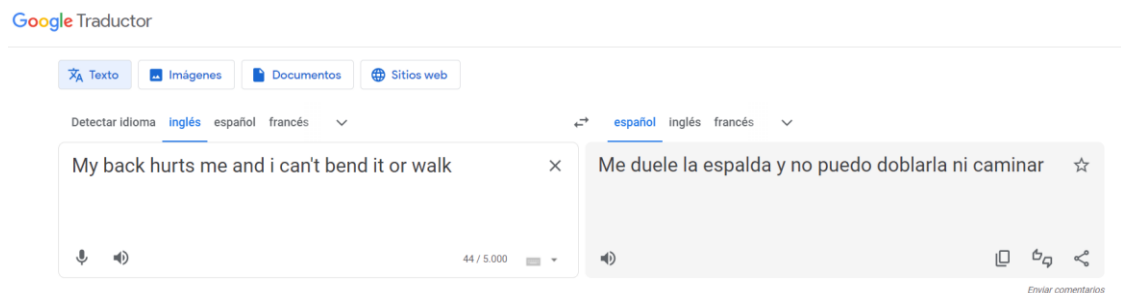 Google Traductor
Texto Imágenes Documentos Sitios web
Detectar idioma inglés español francés español inglés francés
My back hurts me and i can't bend it or walk
Me duele la espalda y no puedo doblarla ni caminar
44 / 5.000
Enviar comentarios